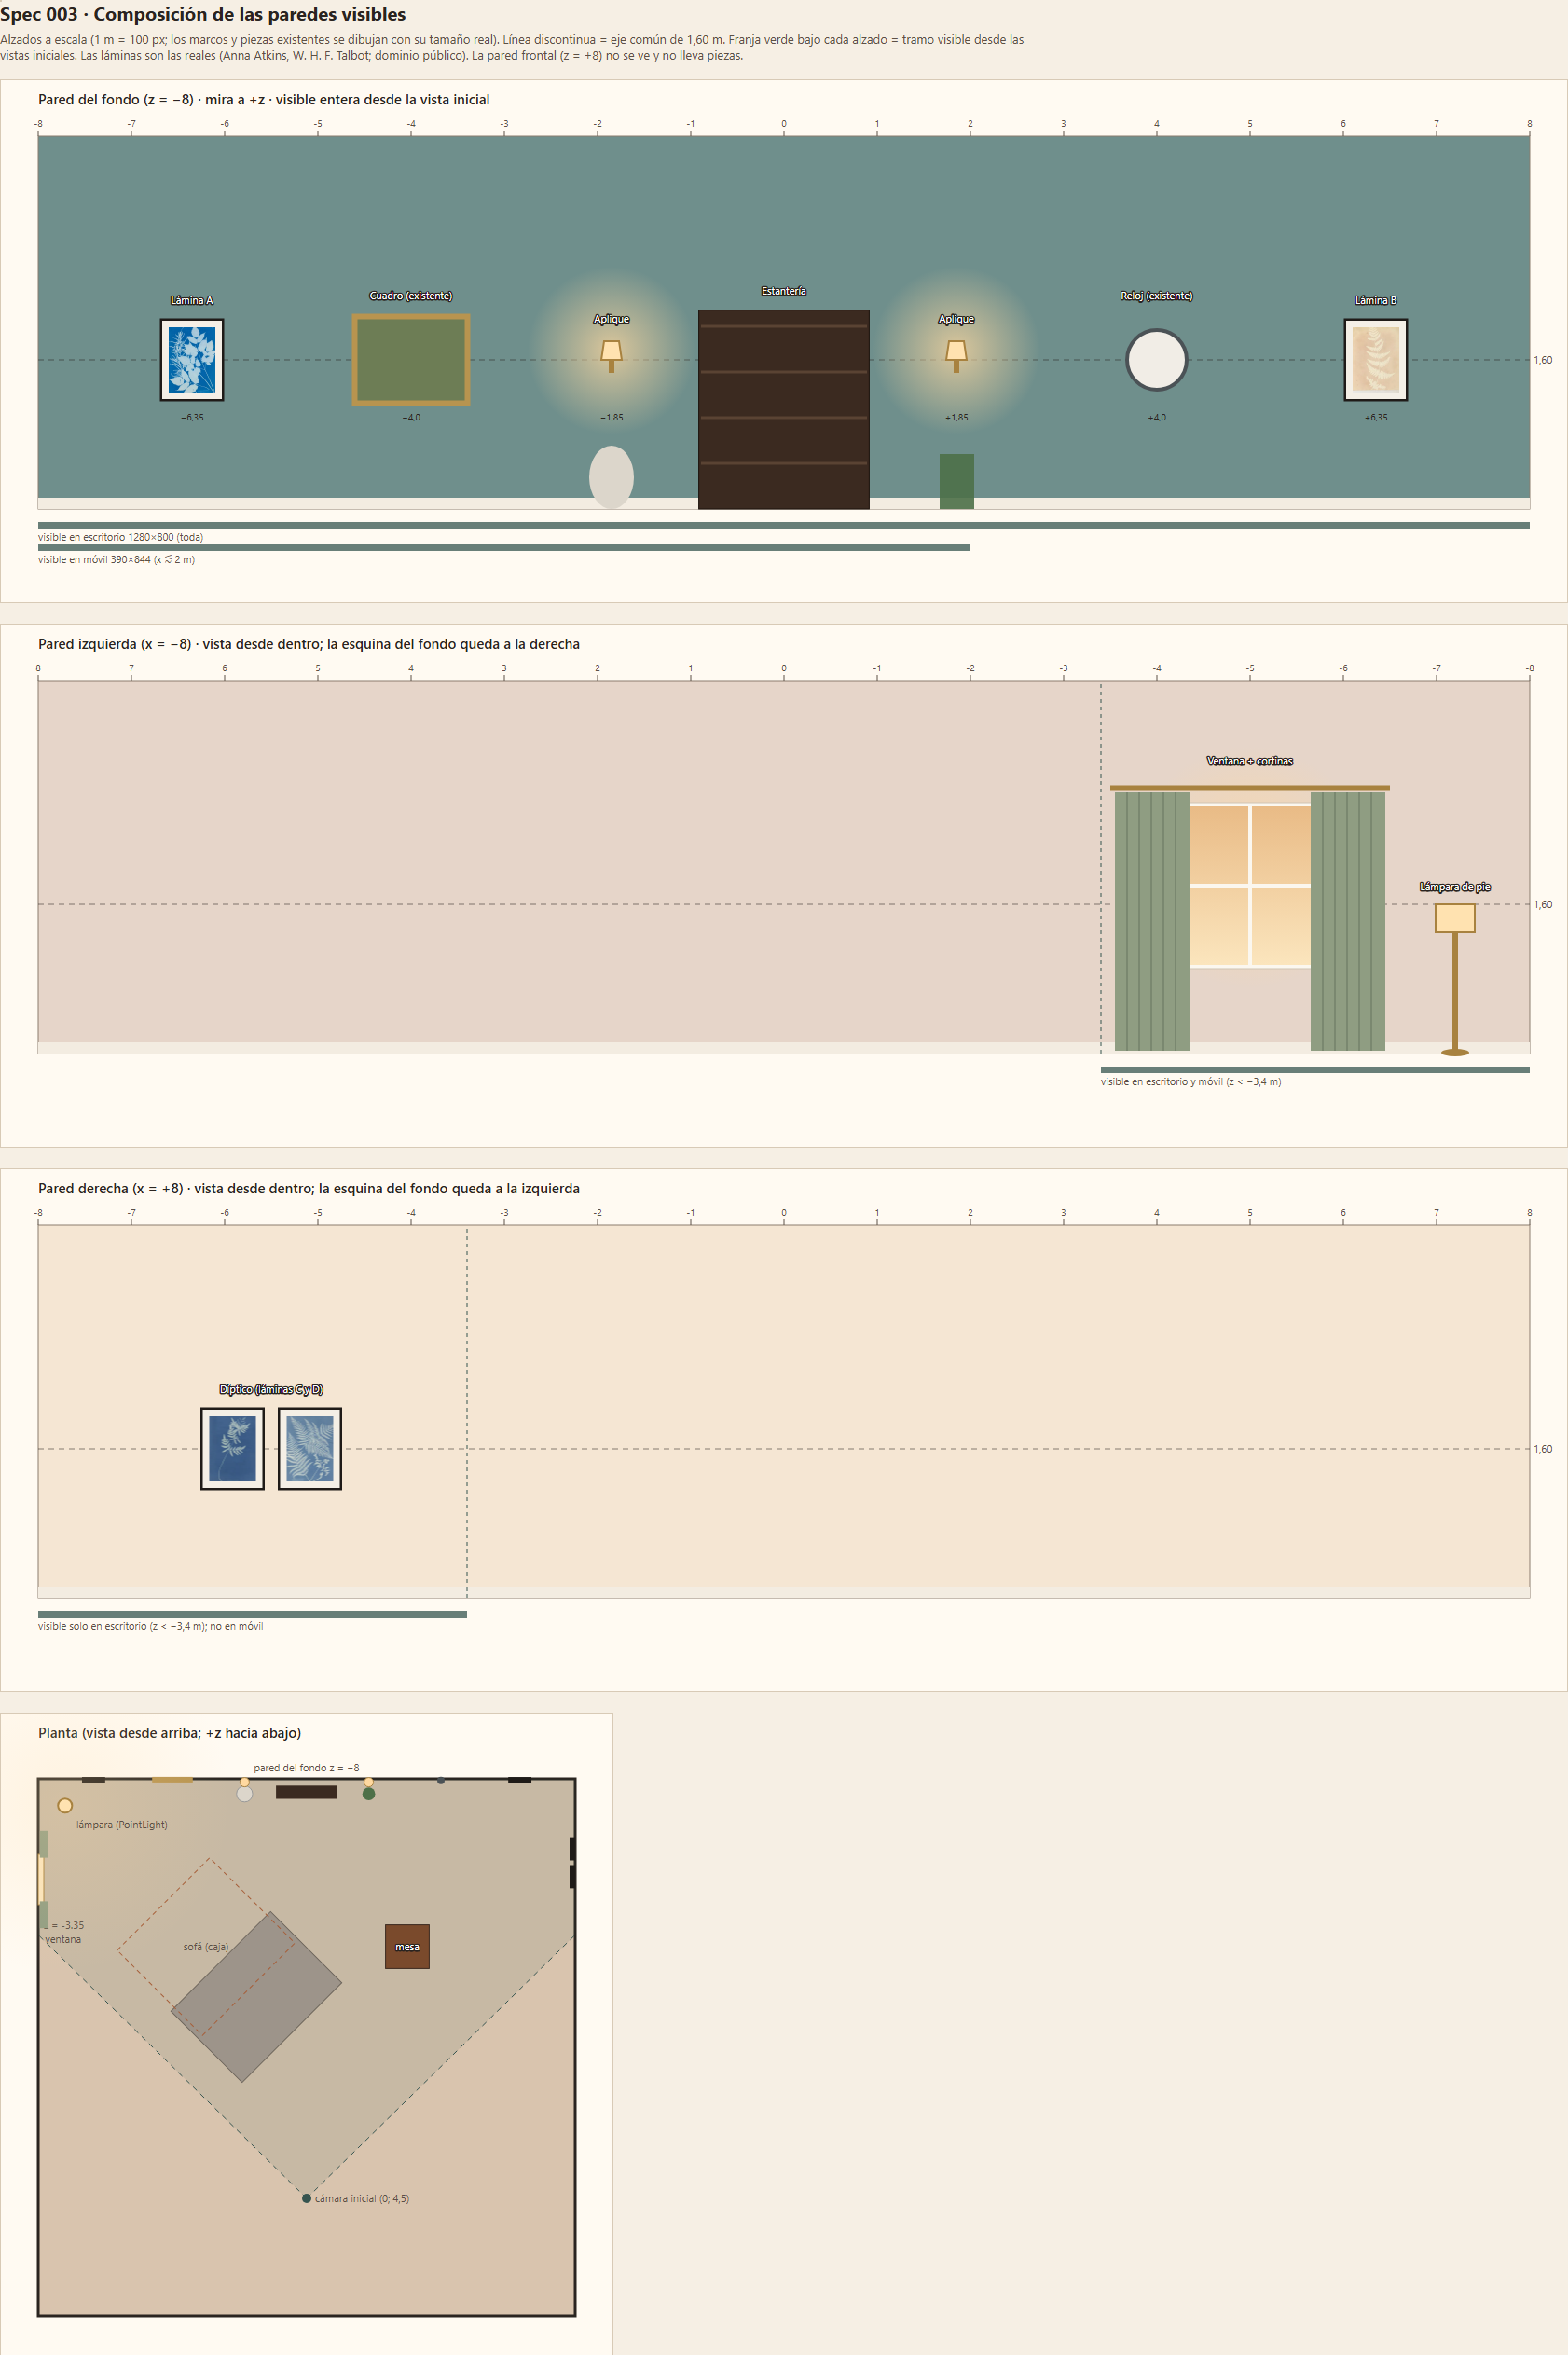 Spec 003 · Composición de las paredes visibles
Alzados a escala (1 m = 100 px; los marcos y piezas existentes se dibujan con su tamaño real). Línea discontinua = eje común de 1,60 m. Franja verde bajo cada alzado = tramo visible desde las
vistas iniciales. Las láminas son las reales (Anna Atkins, W. H. F. Talbot; dominio público). La pared frontal (z = +8) no se ve y no lleva piezas.
Pared del fondo (z = −8) · mira a +z · visible entera desde la vista inicial
-8 -7 -6 -5 -4 -3 -2 -1 0 1 2 3 4 5 6 7 8
Estantería
Lámina A Cuadro (existente) Reloj (existente) Lámina B
Aplique Aplique
1,60
−6,35 −4,0 −1,85 +1,85 +4,0 +6,35
visible en escritorio 1280×800 (toda)
visible en móvil 390×844 (x ≲ 2 m)
Pared izquierda (x = −8) · vista desde dentro; la esquina del fondo queda a la derecha
8 7 6 5 4 3 2 1 0 -1 -2 -3 -4 -5 -6 -7 -8
Ventana + cortinas
Lámpara de pie
1,60
visible en escritorio y móvil (z < −3,4 m)
Pared derecha (x = +8) · vista desde dentro; la esquina del fondo queda a la izquierda
-8 -7 -6 -5 -4 -3 -2 -1 0 1 2 3 4 5 6 7 8
Díptico (láminas C y D)
1,60
visible solo en escritorio (z < −3,4 m); no en móvil
Planta (vista desde arriba; +z hacia abajo)
pared del fondo z = −8
lámpara (PointLight)
= -3.35
ventana
sofá (caja)
mesa
cámara inicial (0; 4,5)